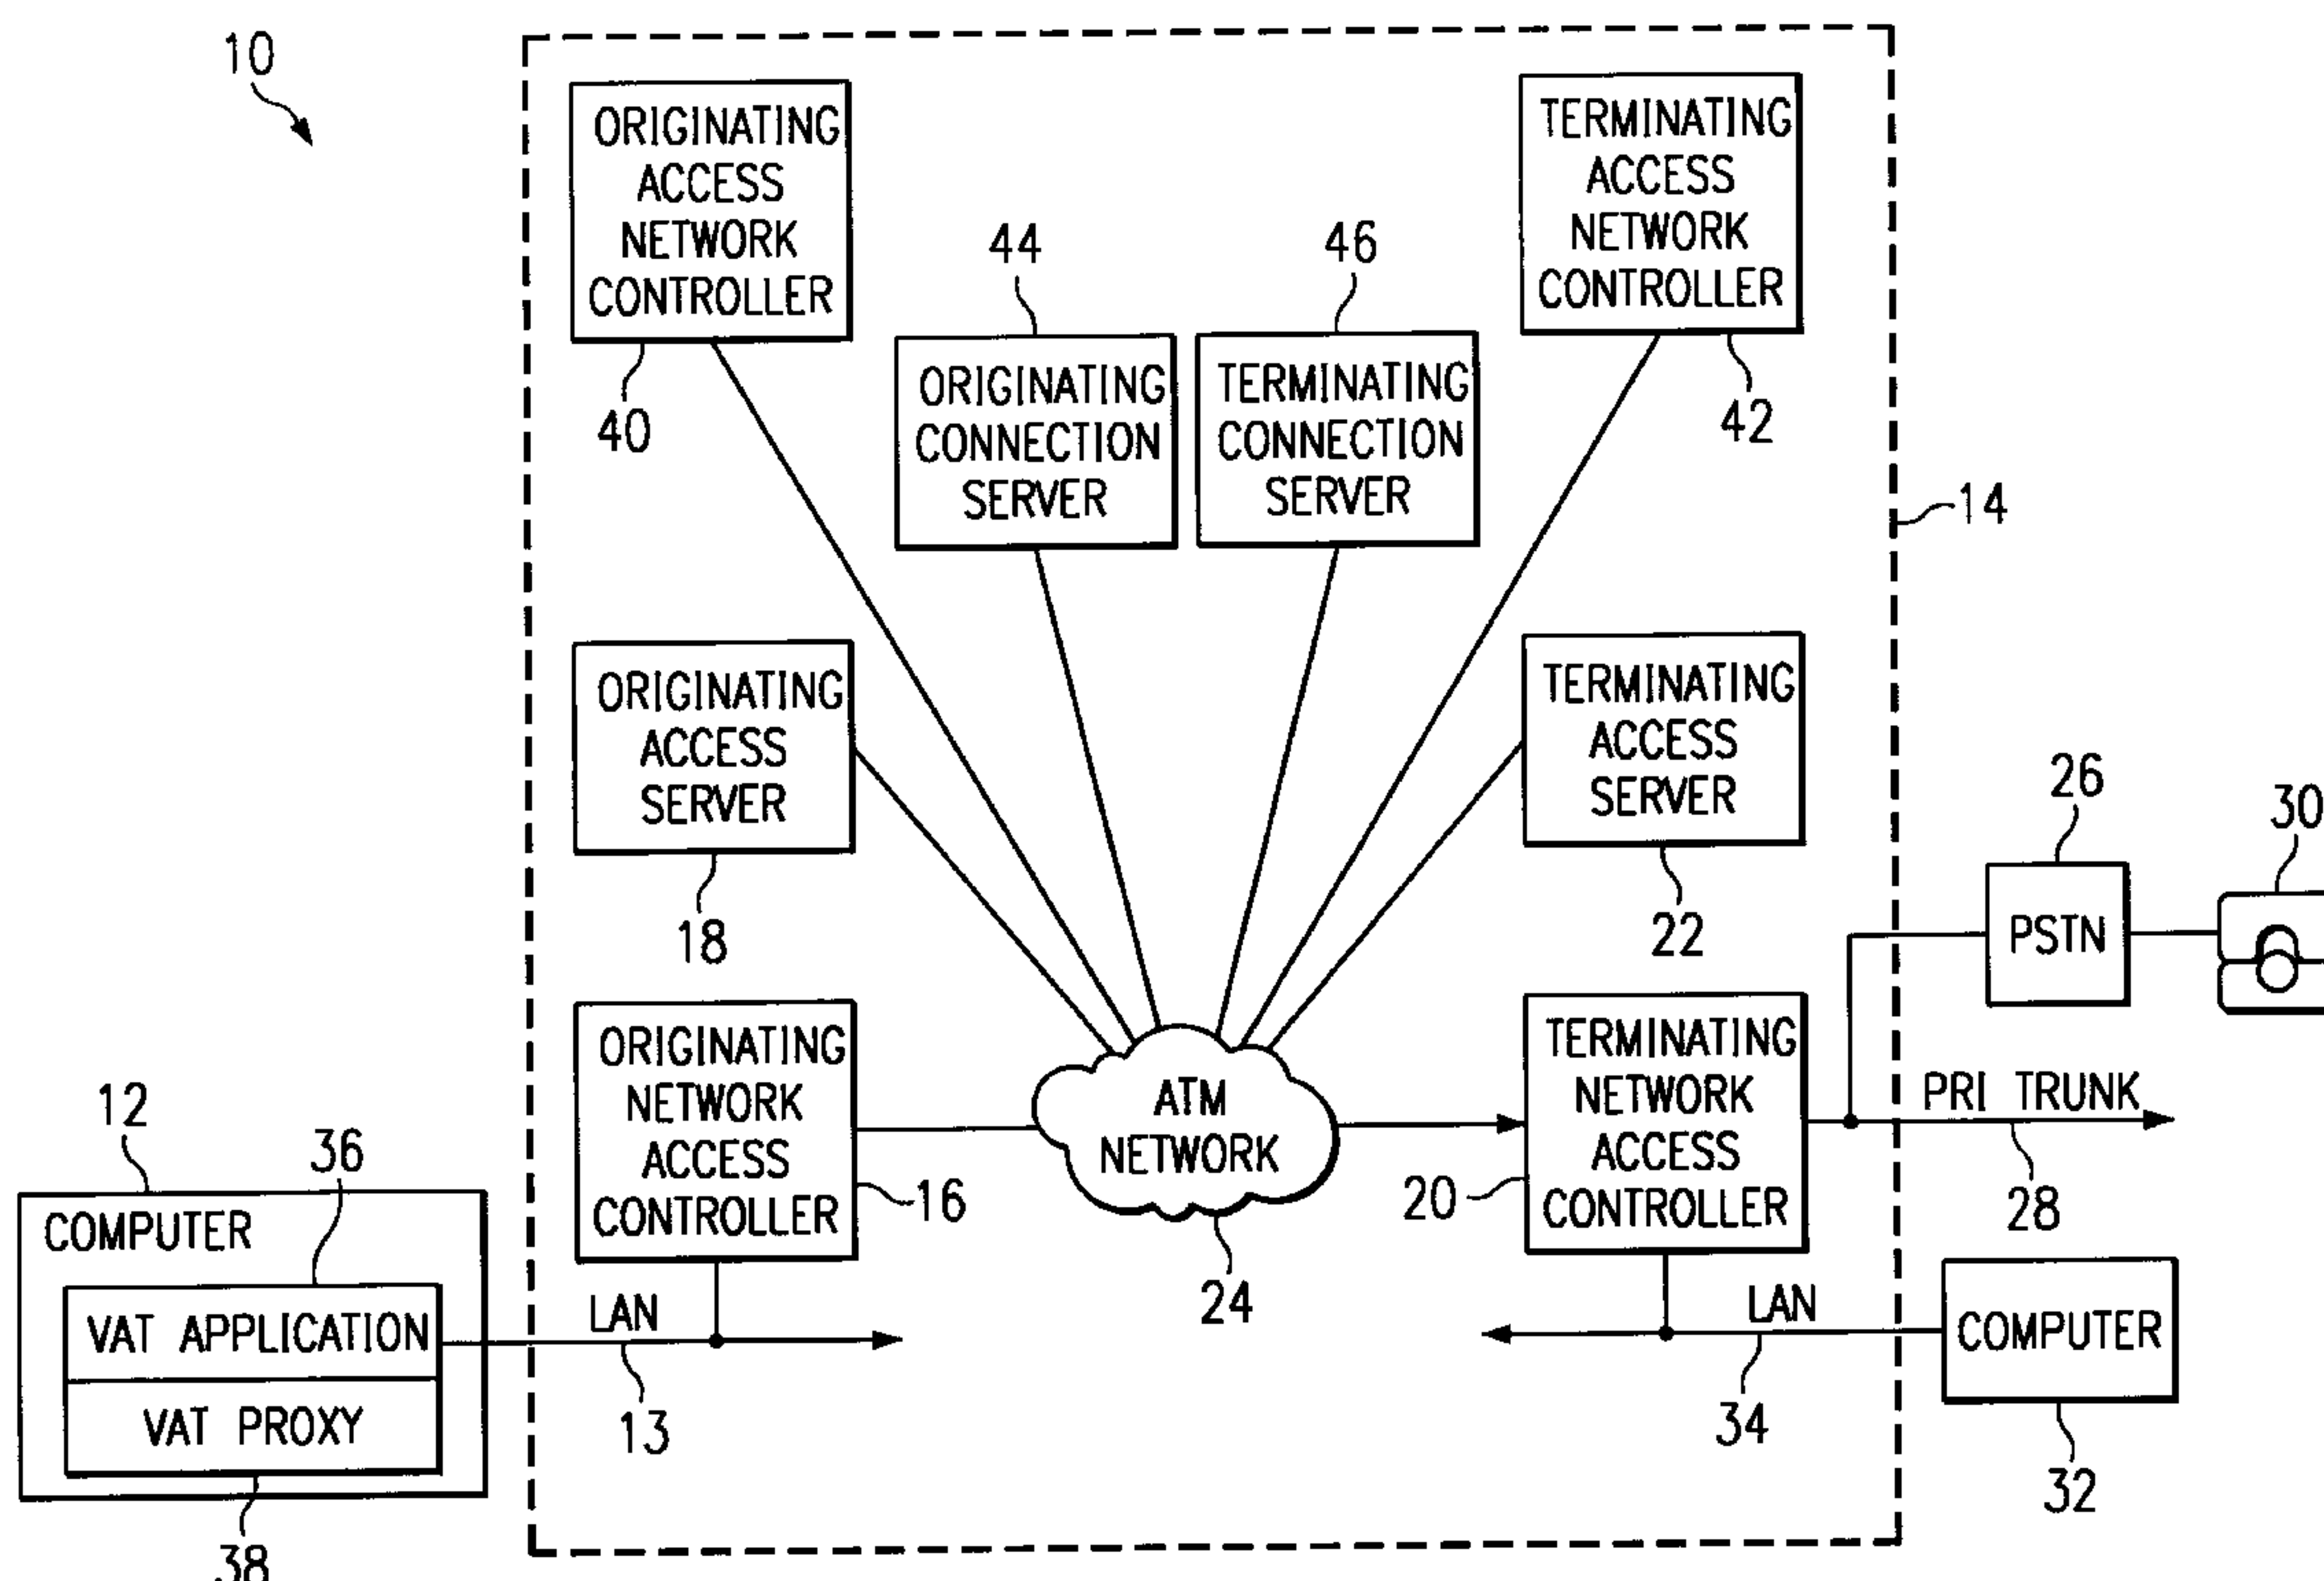 10
ORIGINATING
ACCESS
NETWORK
CONTROLLER
40
TERMINATING
ACCESS
NETWORK
CONTROLLER
42
44
ORIGINATING
CONNECTION
SERVER
46
TERMINATING
CONNECTION
SERVER
14
ORIGINATING
ACCESS
SERVER
18
TERMINATING
ACCESS
SERVER
22
26
PSTN
30
ORIGINATING
NETWORK
ACCESS
CONTROLLER
16
ATM
NETWORK
24
TERMINATING
NETWORK
ACCESS
CONTROLLER
20
PRI TRUNK
28
12
COMPUTER
36
VAT APPLICATION
VAT PROXY
38
LAN
13
LAN
34
COMPUTER
32